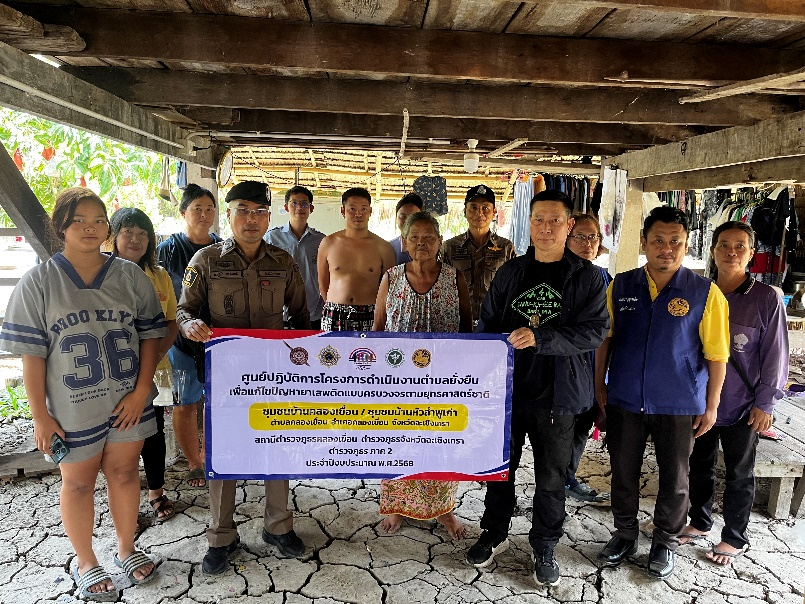 ศูนย์ปฏิบัติการโครงการดำเนินงานตำบลยั่งยืน
เพื่อแก้ไขปัญหายาเสพติดแบบครบวงจรตามยุทธศาสตร์ชาติ
ชุมชนบ้านคลองเขื่อน / ชุมชนบ้านหัวลำพูเก่า
ตำบลคลองเขื่อน อำเภอคลองเขื่อน จังหวัดฉะเชิงเทรา
สถานีตำรวจภูธรคลองเขื่อน ตำรวจภูธรจังหวัดฉะเชิงเทรา
ตำรวจภูธร ภาค 2
ประจำปีงบประมาณ พ.ศ.2568
BROOKLYN
36